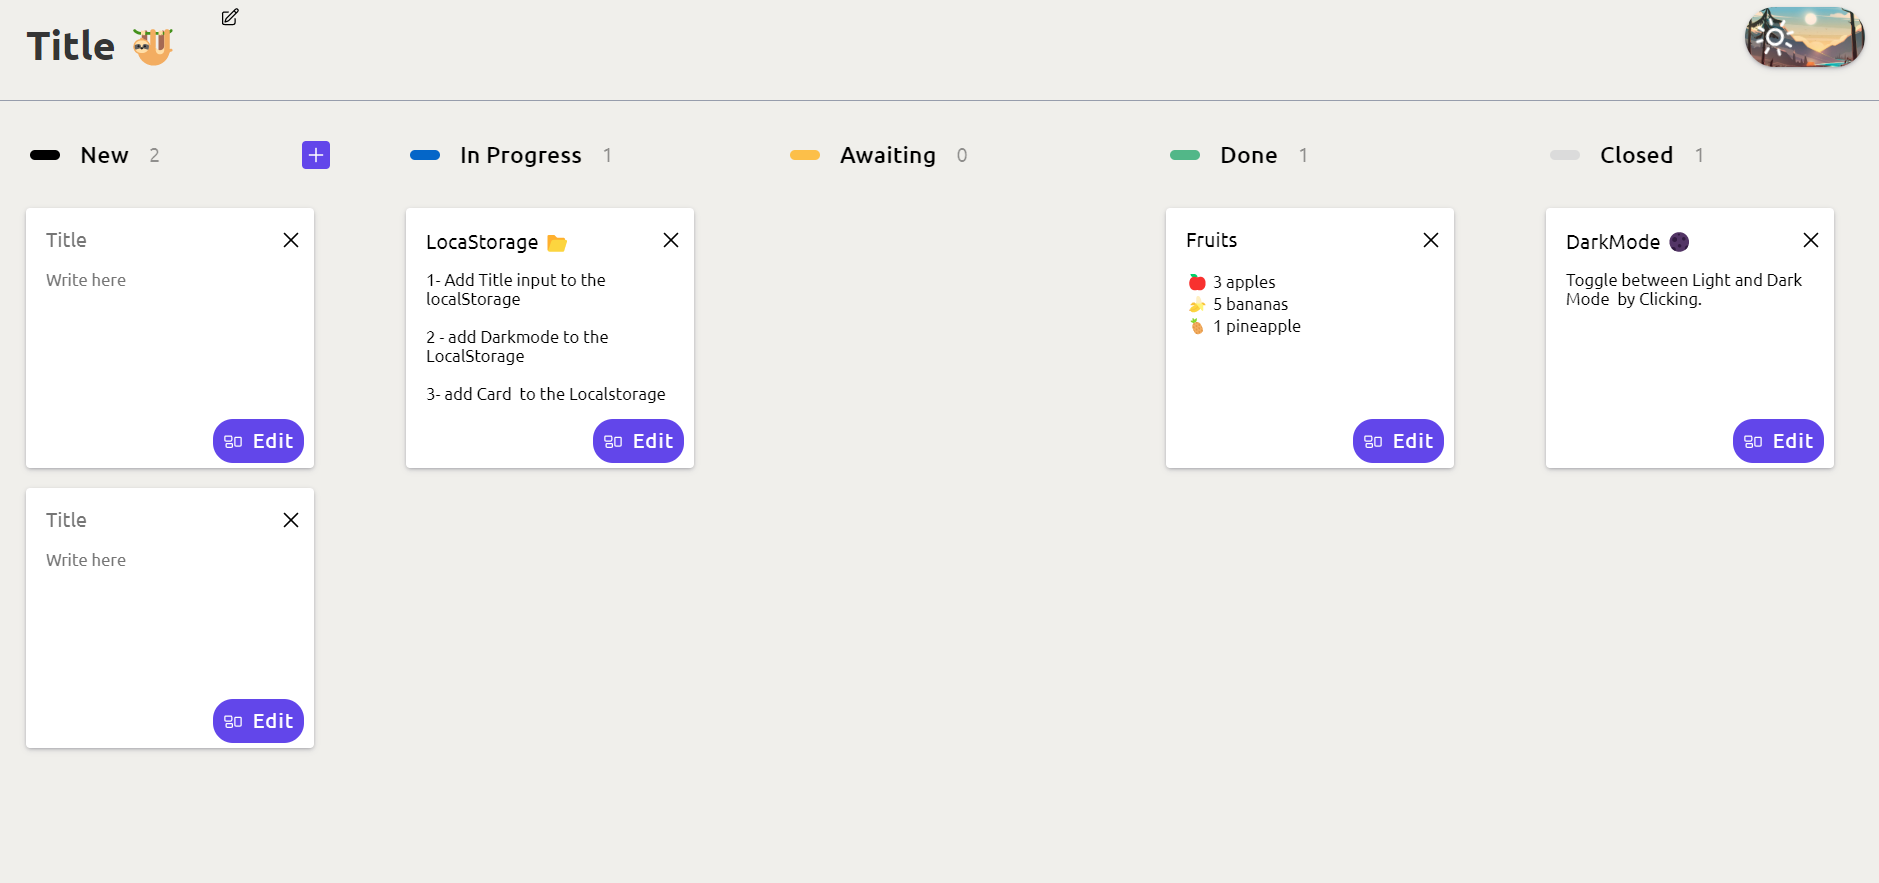 Title 🦥
New 2
In Progress 1
Awaiting 0
Done 1
Closed 1
Title
Write here
Edit
Title
Write here
Edit
LocaStorage 📂
1- Add Title input to the
localStorage
2 - add Darkmode to the
LocalStorage
3- add Card  to the Localstorage
Edit
Fruits
🍎 3 apples
🍌 5 bananas
🍍 1 pineapple
Edit
DarkMode 🌑
Toggle between Light and Dark
Mode  by Clicking.
Edit